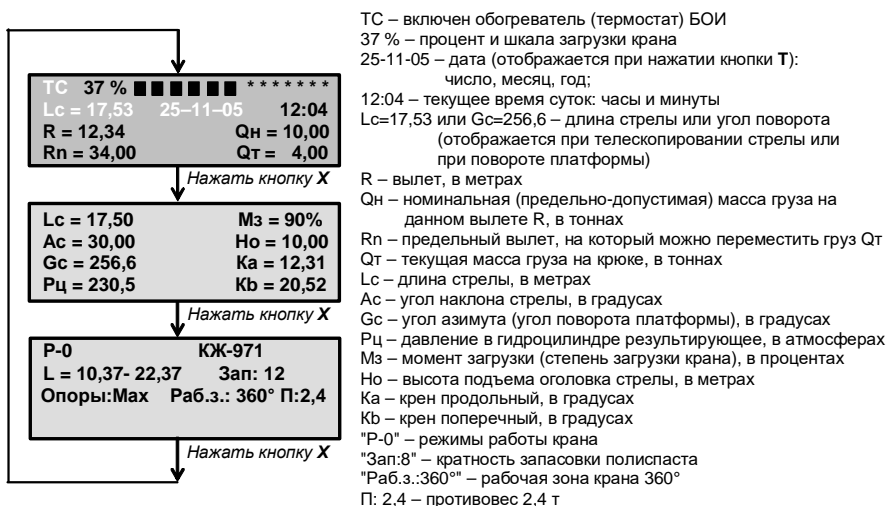 ТС 37 % ■ ■ ■ ■ ■ ■ * * * * * * *
Lc = 17,53 25–11–05 12:04
R = 12,34 Qн = 10,00
Rn = 34,00 Qт = 4,00
Нажать кнопку X
Lc = 17,50 Мз = 90%
Ac = 30,00 Но = 10,00
Gc = 256,6 Ка = 12,31
Рц = 230,5 Кb = 20,52
Нажать кнопку X
Р-0 КЖ-971
L = 10,37- 22,37 Зап: 12
Опоры:Мах Раб.з.: 360° П:2,4
Нажать кнопку X
ТС – включен обогреватель (термостат) БОИ
37 % – процент и шкала загрузки крана
25-11-05 – дата (отображается при нажатии кнопки Т):
число, месяц, год;
12:04 – текущее время суток: часы и минуты
Lc=17,53 или Gc=256,6 – длина стрелы или угол поворота
(отображается при телескопировании стрелы или
при повороте платформы)
R – вылет, в метрах
Qн – номинальная (предельно-допустимая) масса груза на
данном вылете R, в тоннах
Rn – предельный вылет, на который можно переместить груз Qт
Qт – текущая масса груза на крюке, в тоннах
Lc – длина стрелы, в метрах
Ac – угол наклона стрелы, в градусах
Gc – угол азимута (угол поворота платформы), в градусах
Рц – давление в гидроцилиндре результирующее, в атмосферах
Мз – момент загрузки (степень загрузки крана), в процентах
Но – высота подъема оголовка стрелы, в метрах
Ка – крен продольный, в градусах
Кb – крен поперечный, в градусах
"Р-0" – режимы работы крана
"Зап:8" – кратность запасовки полиспаста
"Раб.з.:360°" – рабочая зона крана 360°
П: 2,4 – противовес 2,4 т